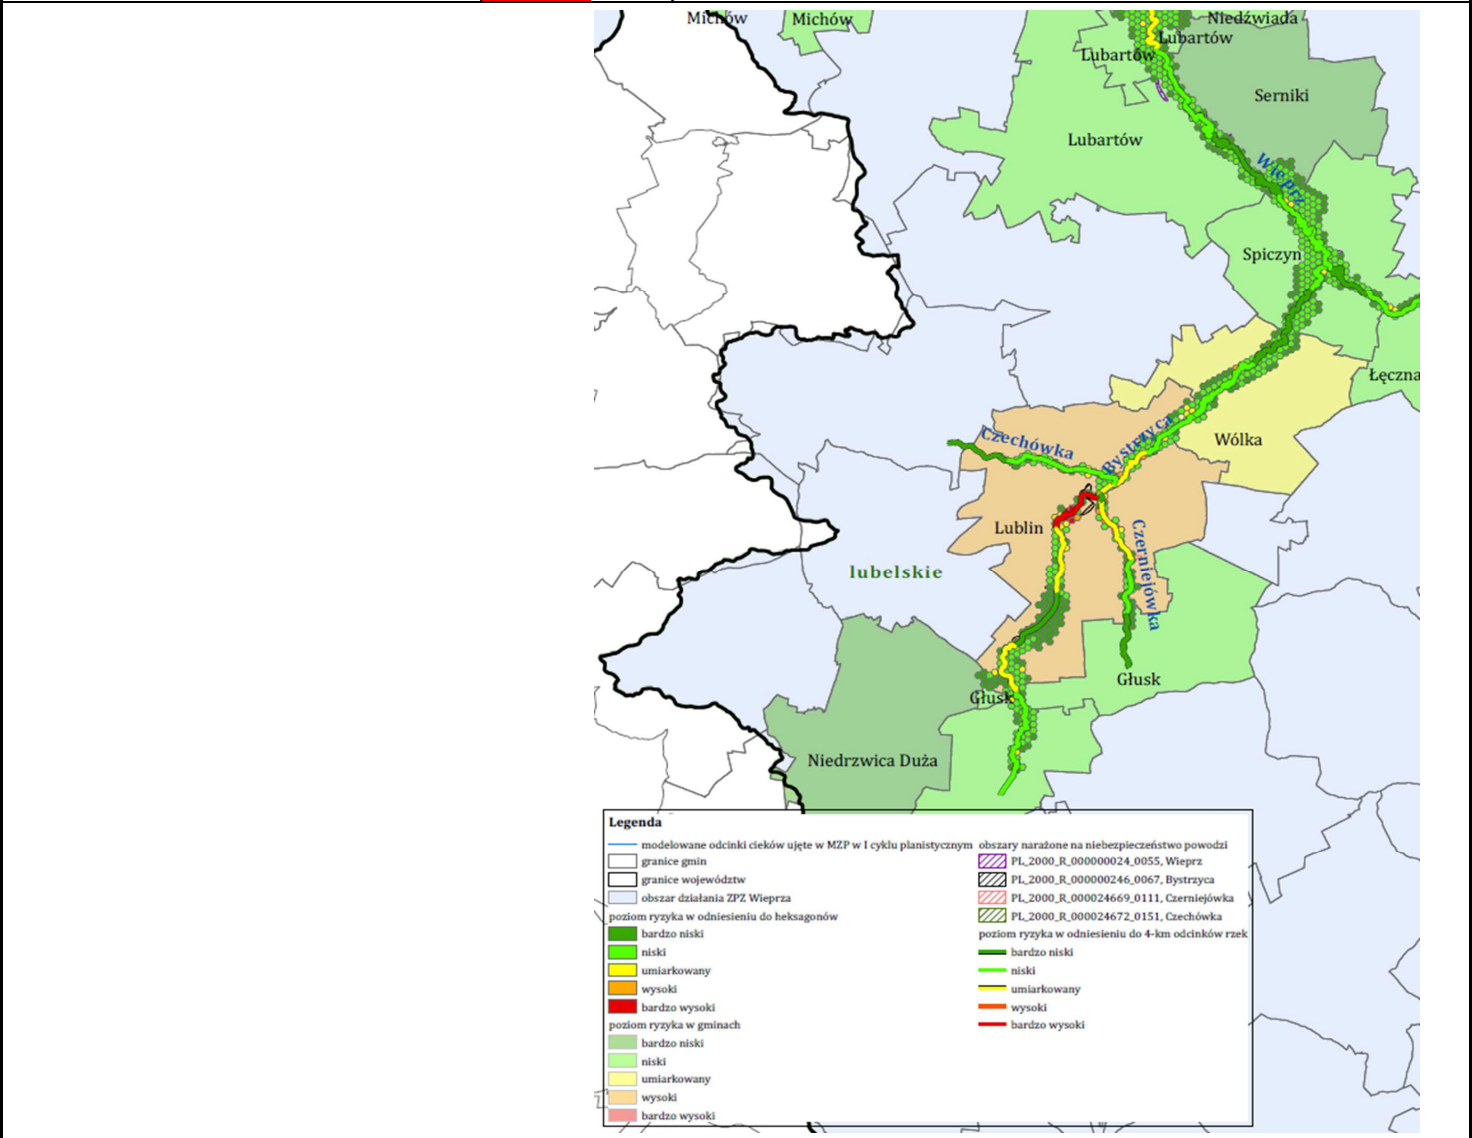 Michów
Michów
Niedźwiada
Lubartów
Lubartów
Serniki
Lubartów
Wieprz
Spiczyn
Łęczna
Czechówka
Bystrzyca
Wólka
Lublin
Czerniejówka
lubelskie
Głusk
Głusk
Niedrzwica Duża
Legenda
modelowane odcinki cieków ujęte w MZP w I cyklu planistycznym
granice gmin
granice województw
obszar działania ZPZ Wieprza
poziom ryzyka w odniesieniu do heksagonów
bardzo niski
niski
umiarkowany
wysoki
bardzo wysoki
poziom ryzyka w gminach
bardzo niski
niski
umiarkowany
wysoki
bardzo wysoki
obszary narażone na niebezpieczeństwo powodzi
PL_2000_R_000000024_0055, Wieprz
PL_2000_R_000000246_0067, Bystrzyca
PL_2000_R_000024669_0111, Czerniejówka
PL_2000_R_000024672_0151, Czechówka
poziom ryzyka w odniesieniu do 4-km odcinków rzek
bardzo niski
niski
umiarkowany
wysoki
bardzo wysoki